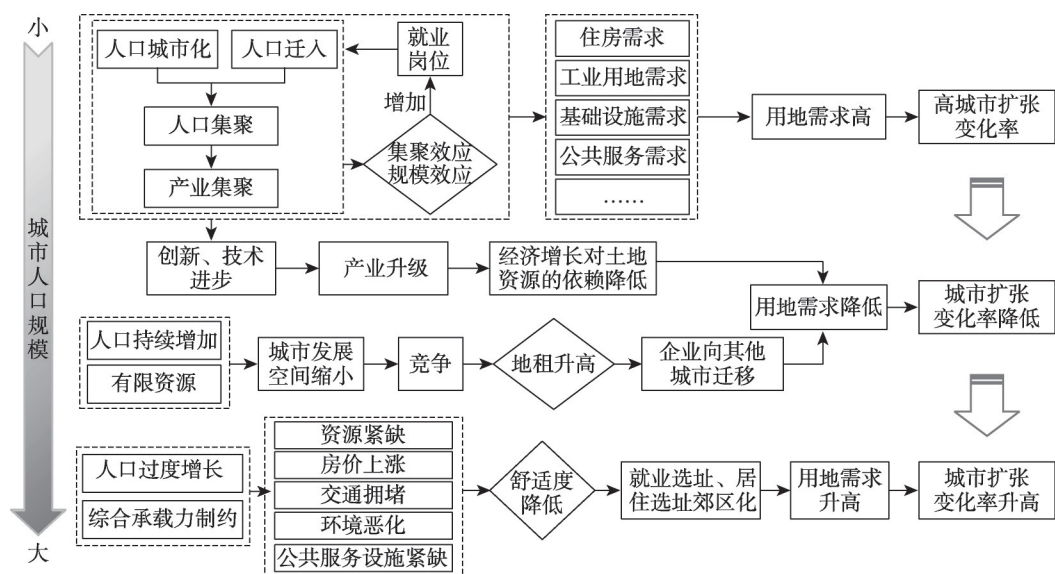 小
人口城市化
人口迁入
就业
岗位
增加
人口集聚
产业集聚
集聚效应
规模效应
住房需求
工业用地需求
基础设施需求
公共服务需求
……
用地需求高
高城市扩张
变化率
城市人口规模
创新、技术
进步
产业升级
经济增长对土地
资源的依赖降低
用地需求降低
城市扩张
变化率降低
人口持续增加
有限资源
城市发展
空间缩小
竞争
地租升高
企业向其他
城市迁移
人口过度增长
综合承载力制约
资源紧缺
房价上涨
交通拥堵
环境恶化
公共服务设施紧缺
舒适度
降低
就业选址、居
住选址郊区化
用地需求
升高
城市扩张
变化率升高
大